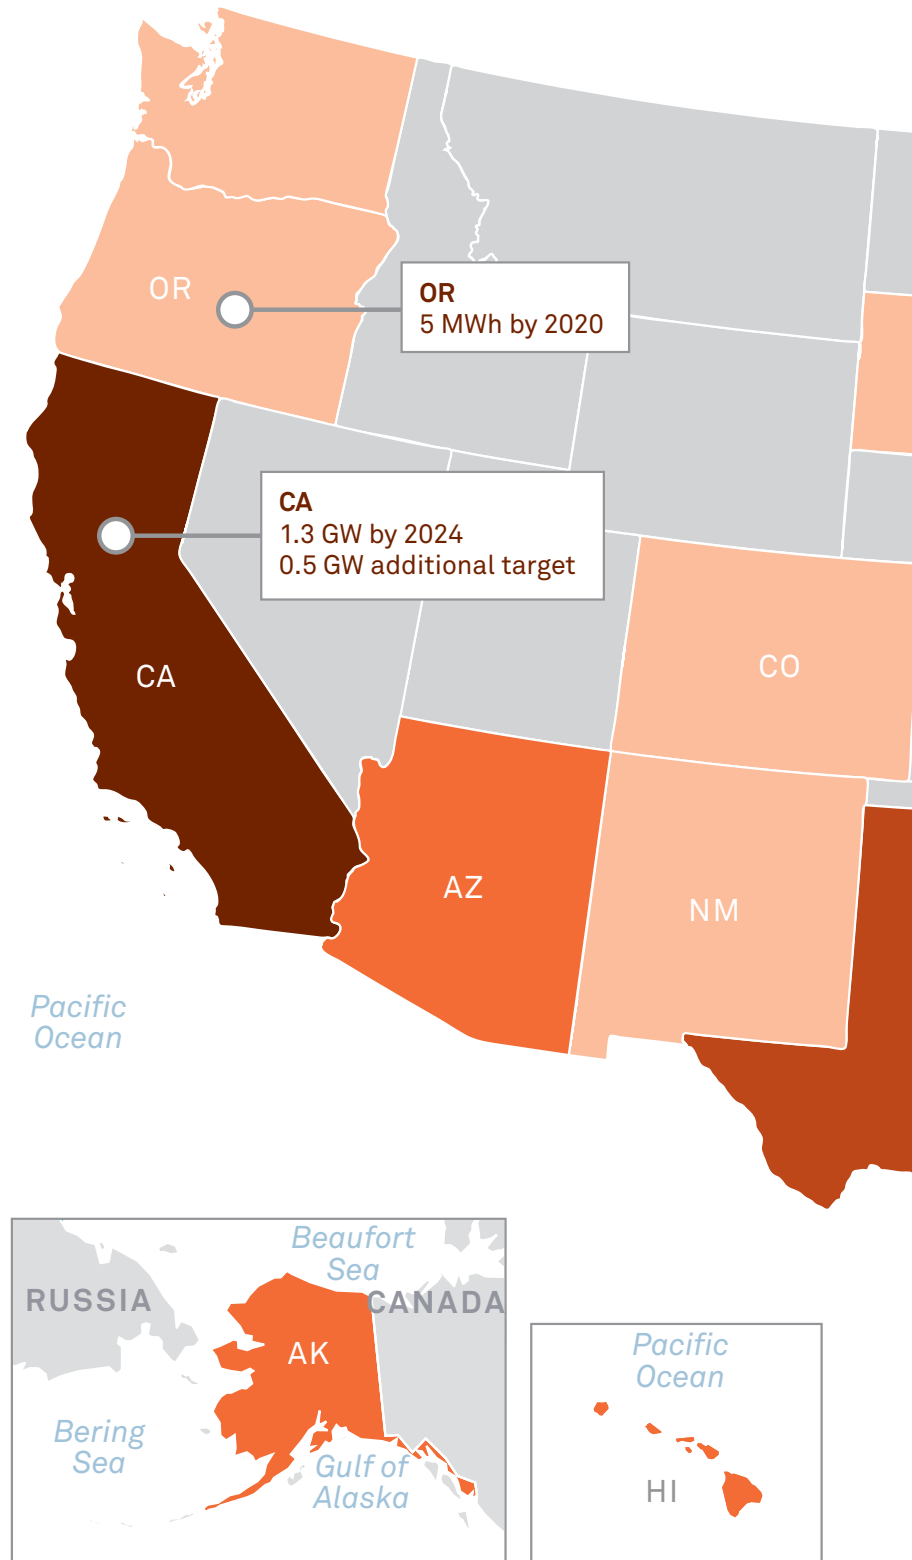 OR
OR
5 MWh by 2020
CA
1.3 GW by 2024
0.5 GW additional target
CA
CO
AZ
NM
Pacific
Ocean
Beaufort
Sea
RUSSIA
CANADA
AK
Bering
Sea
Gulf of
Alaska
Pacific
Ocean
HI